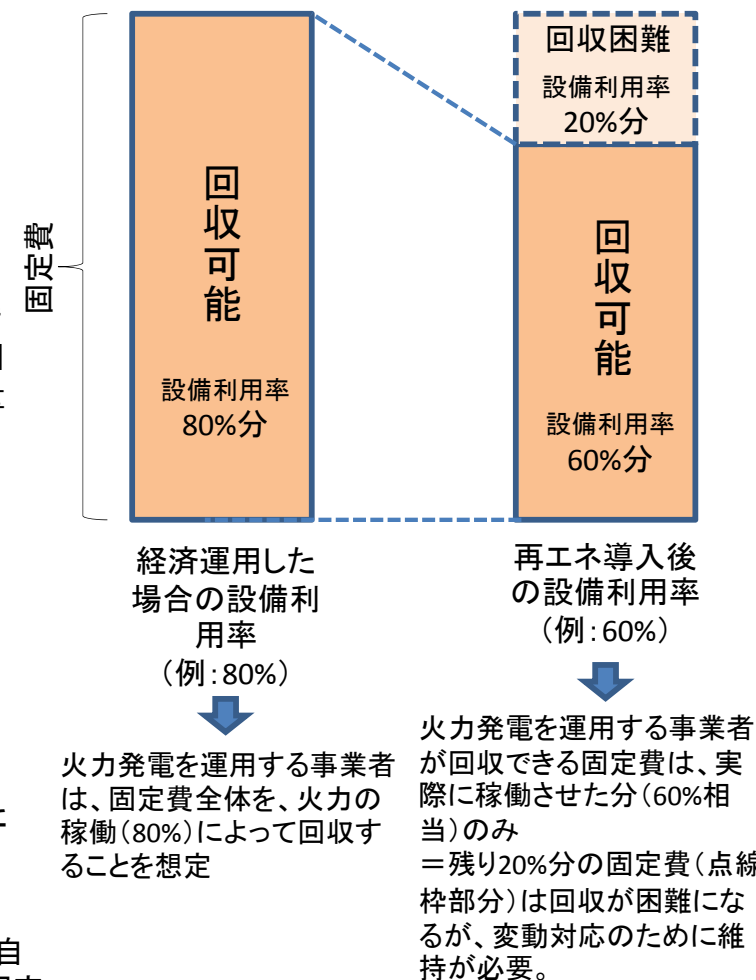 固定費
回収可能
設備利用率
80%分
回収困難
設備利用率
20%分
回収可能
設備利用率
60%分
経済運用した
場合の設備利
用率
（例:80%）
再エネ導入後
の設備利用率
（例:60%）
火力発電を運用する事業者
は、固定費全体を、火力の
稼働(80%)によって回収す
ることを想定
火力発電を運用する事業者
が回収できる固定費は、実
際に稼働させた分（60%相
当）のみ
＝残り20%分の固定費（点線
枠部分）は回収が困難にな
るが、変動対応のために維
持が必要。
自